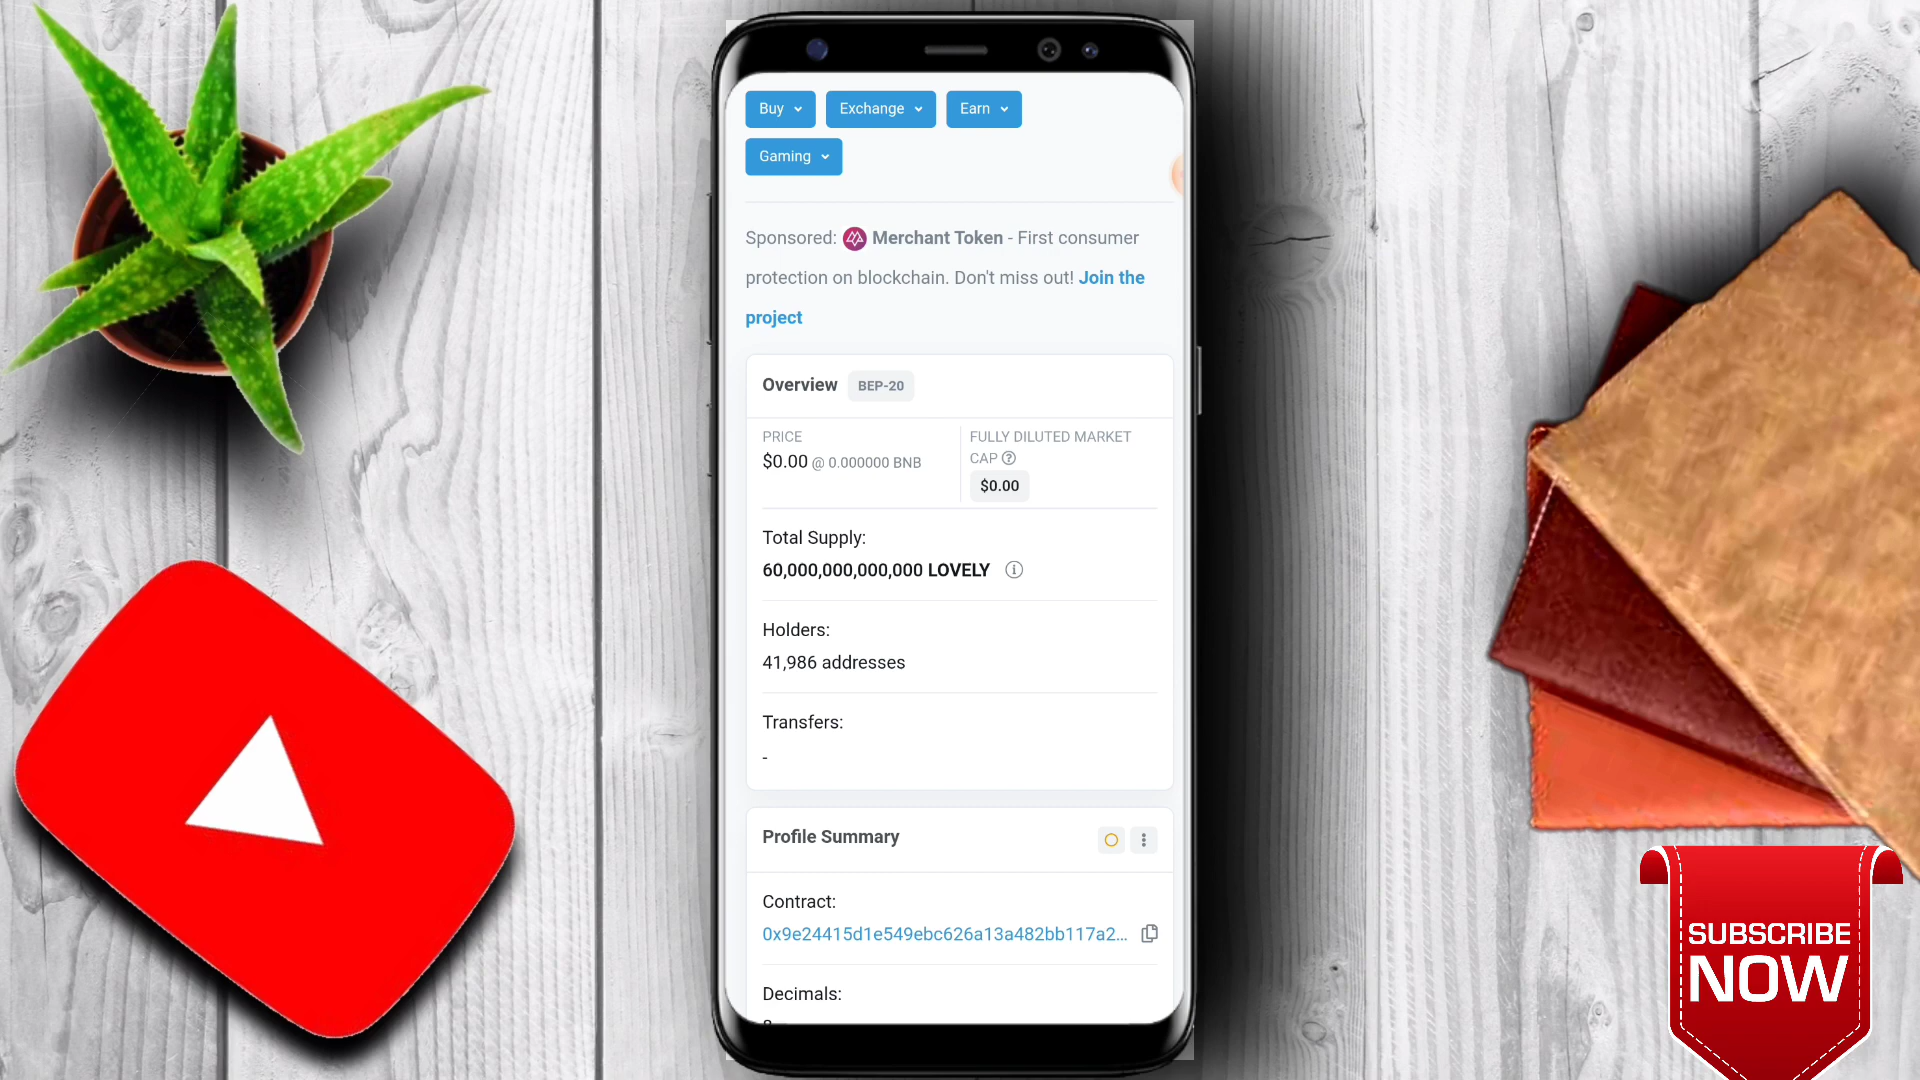 Buy
Exchange
Earn
Gaming
Sponsored: Merchant Token - First consumer
protection on blockchain. Don't miss out! Join the
project
Overview BEP-20
PRICE
$0.00 @ 0.000000 BNB
FULLY DILUTED MARKET
CAP
$0.00
Total Supply:
60,000,000,000,000 LOVELY
Holders:
41,986 addresses
Transfers:
-
Profile Summary
Contract:
0x9e24415d1e549ebc626a13a482bb117a2...
Decimals:
SUBSCRIBE
NOW